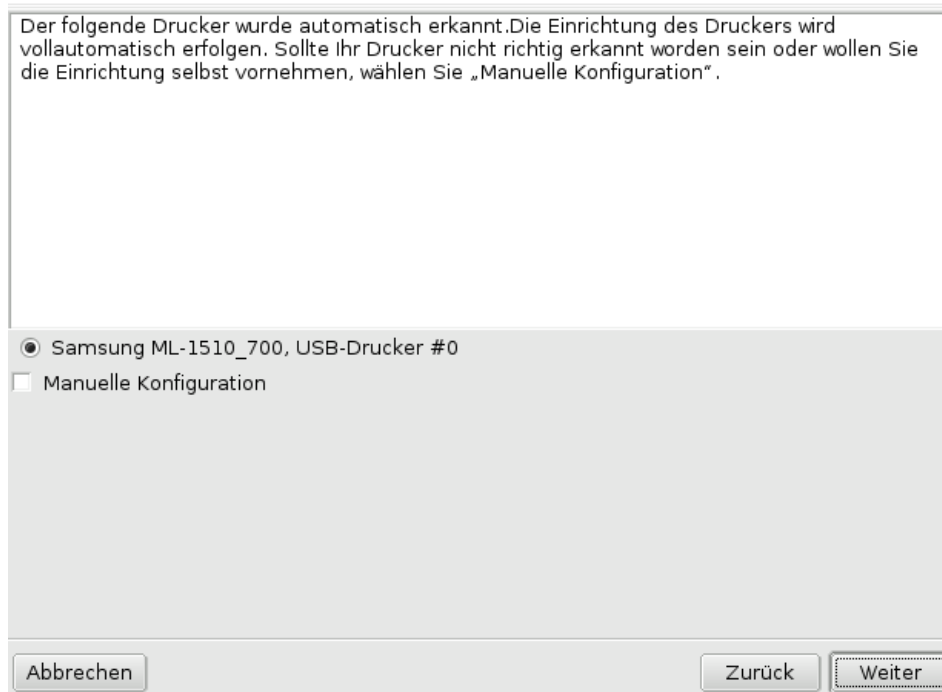 Der folgende Drucker wurde automatisch erkannt.Die Einrichtung des Druckers wird
vollautomatisch erfolgen. Sollte Ihr Drucker nicht richtig erkannt worden sein oder wollen Sie
die Einrichtung selbst vornehmen, wählen Sie „Manuelle Konfiguration“.
Samsung ML-1510_700, USB-Drucker #0
Manuelle Konfiguration
Abbrechen
Zurück
Weiter